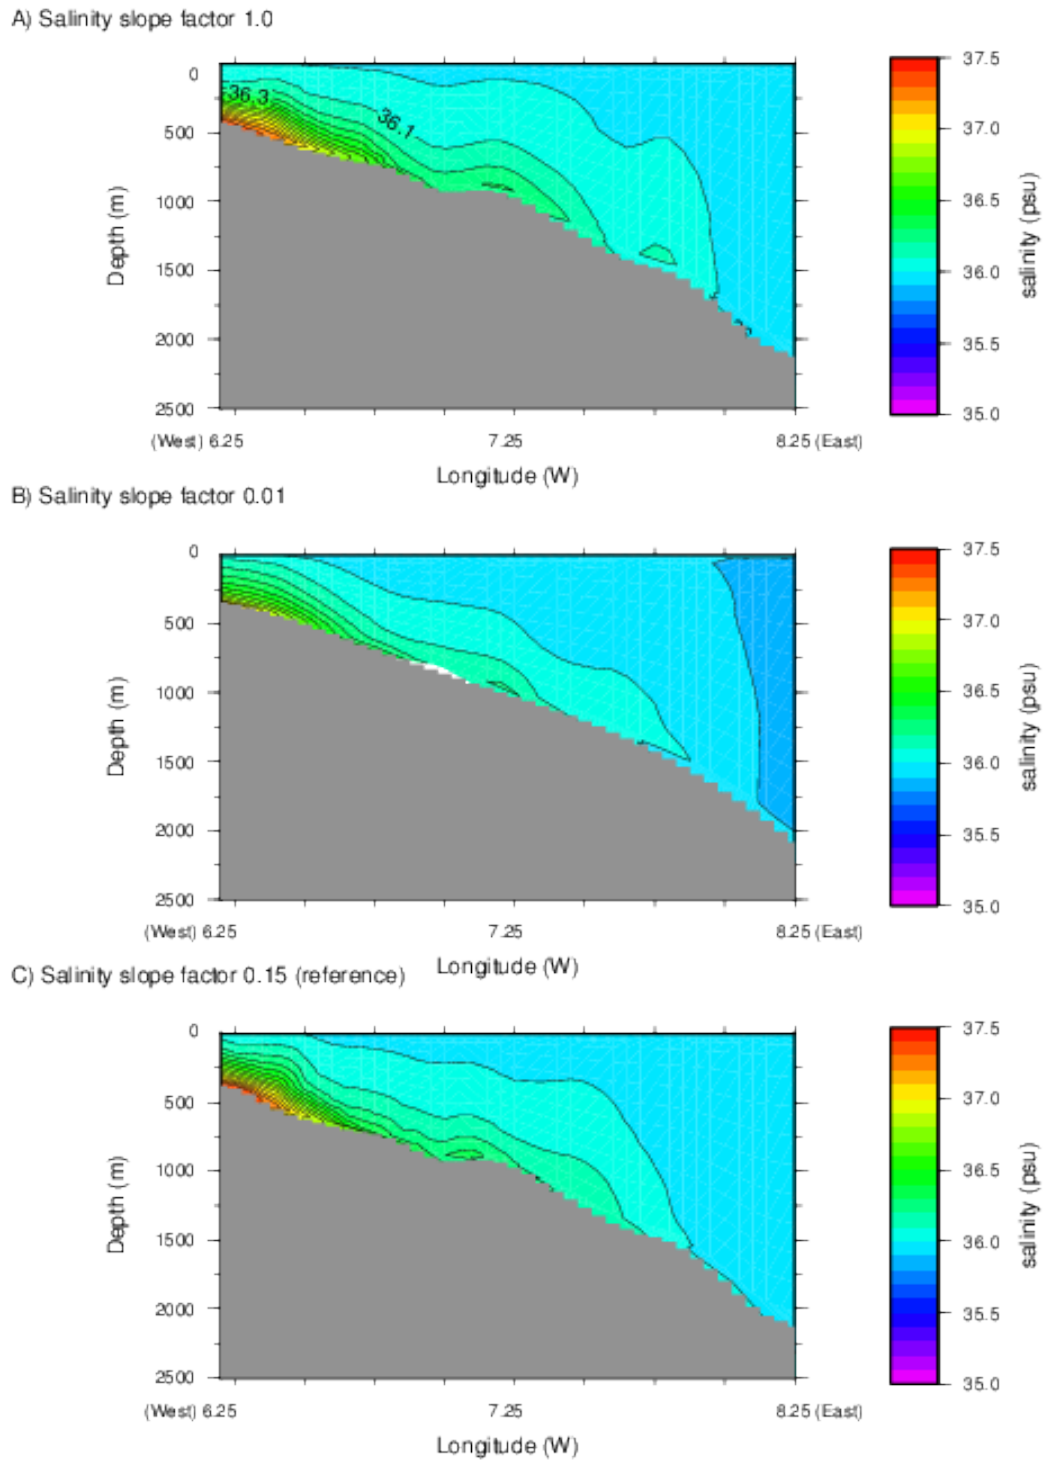 A) Salinity slope factor 1.0
0
500
1000
1500
2000
2500
Depth (m)
36.3
36.1
(West) 6.25
7.25
8.25 (East)
Longitude (W)
37.5
37.0
36.5
36.0
35.5
35.0
salinity (psu)
B) Salinity slope factor 0.01
0
500
1000
1500
2000
2500
Depth (m)
(West) 6.25
7.25
8.25 (East)
Longitude (W)
37.5
37.0
36.5
36.0
35.5
35.0
salinity (psu)
C) Salinity slope factor 0.15 (reference)
0
500
1000
1500
2000
2500
Depth (m)
(West) 6.25
7.25
8.25 (East)
Longitude (W)
37.5
37.0
36.5
36.0
35.5
35.0
salinity (psu)